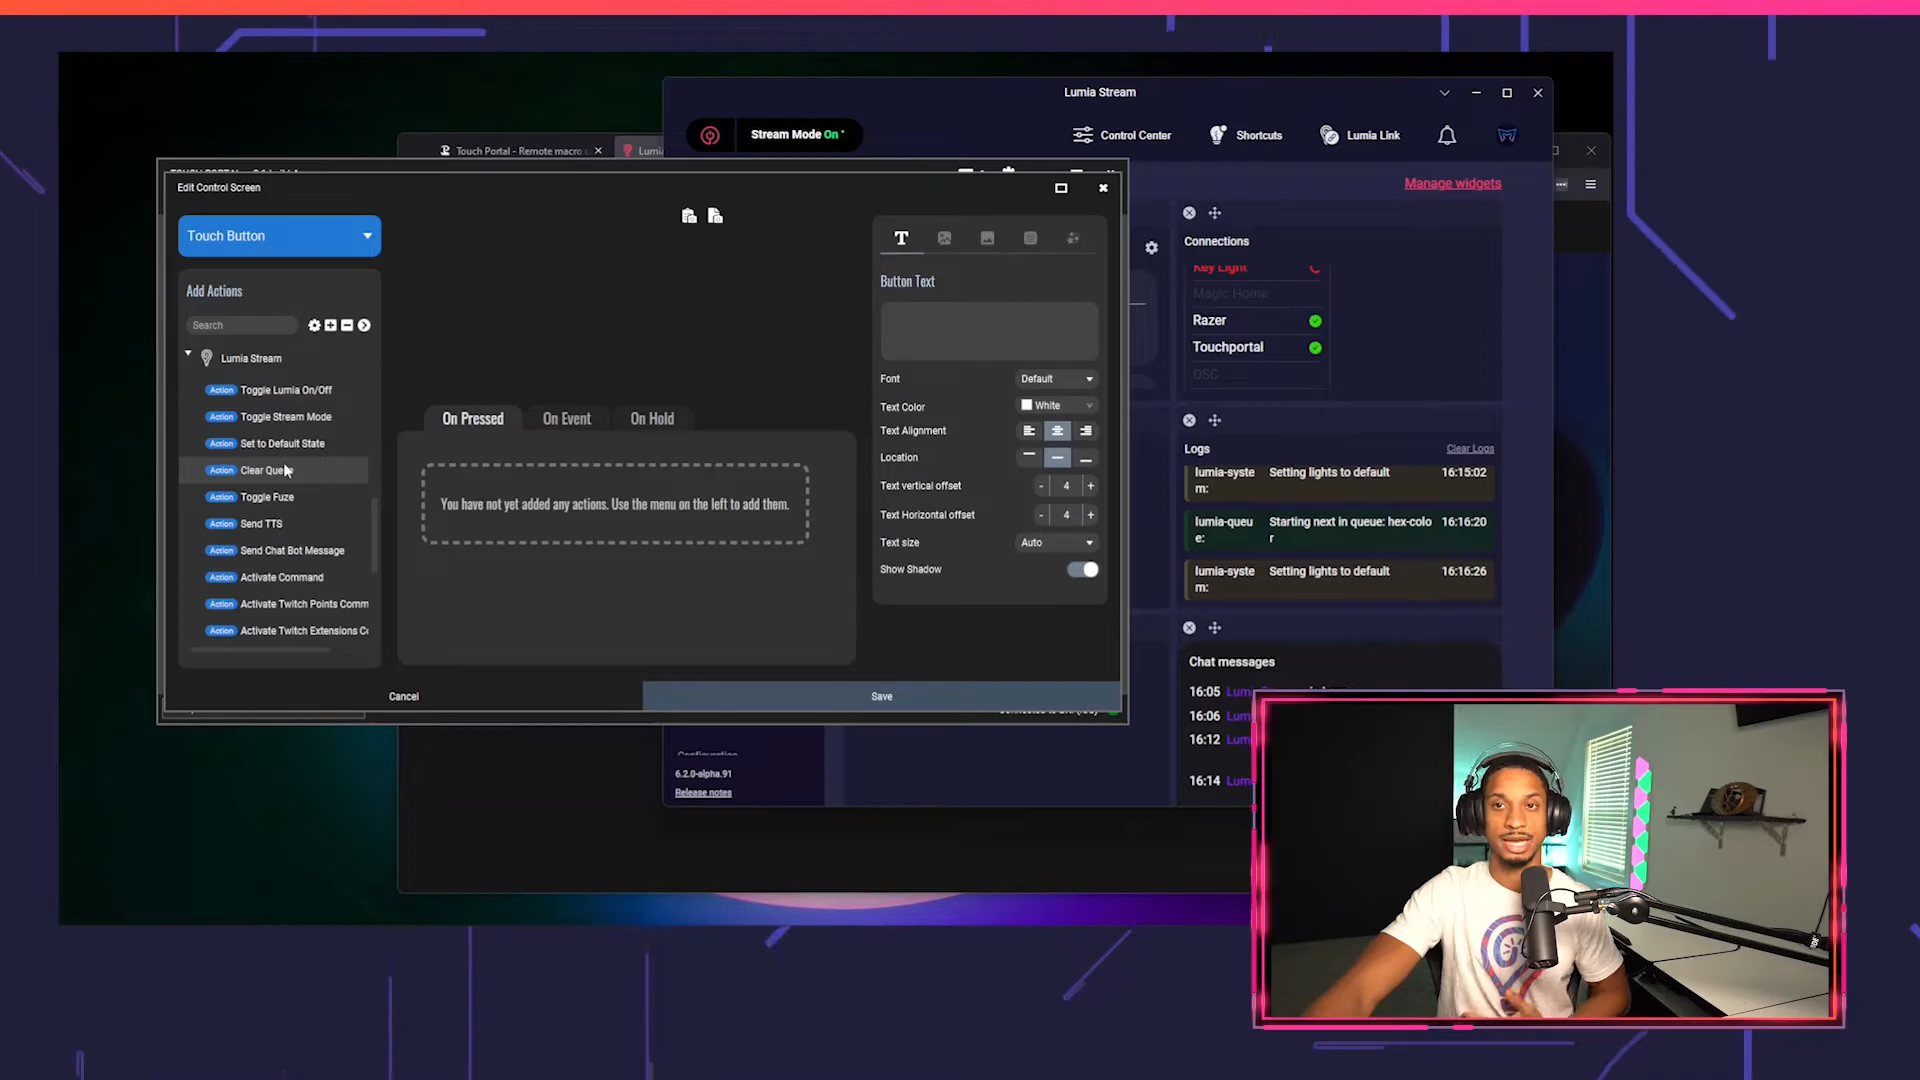 Lumia Stream
Stream Mode On
Control Center
Shortcuts
Lumia Link
Touch Portal - Remote macro
Manage widgets
Edit Control Screen
Touch Button
Add Actions
Search
Lumia Stream
Action Toggle Lumia On/Off
Action Toggle Stream Mode
Action Set to Default State
Action Clear Queue
Action Toggle Fuze
Action Send TTS
Action Send Chat Bot Message
Action Activate Command
Action Activate Twitch Points Comm
Action Activate Twitch Extensions Co
On Pressed
On Event
On Hold
You have not yet added any actions. Use the menu on the left to add them.
Cancel
Save
T
Button Text
Font Default
Text Color White
Text Alignment
Location
Text vertical offset - 4 +
Text Horizontal offset - 4 +
Text size Auto
Show Shadow
Connections
Key Light
Magic Home
Razer
Touchportal
OSC
Logs
Clear Logs
lumia-syste Setting lights to default 16:15:02
m:
lumia-queu Starting next in queue: hex-colo 16:16:20
e: r
lumia-syste Setting lights to default 16:16:26
m:
Chat messages
16:05
16:06
16:12
16:14
Configuration
6.2.0-alpha.91
Release notes